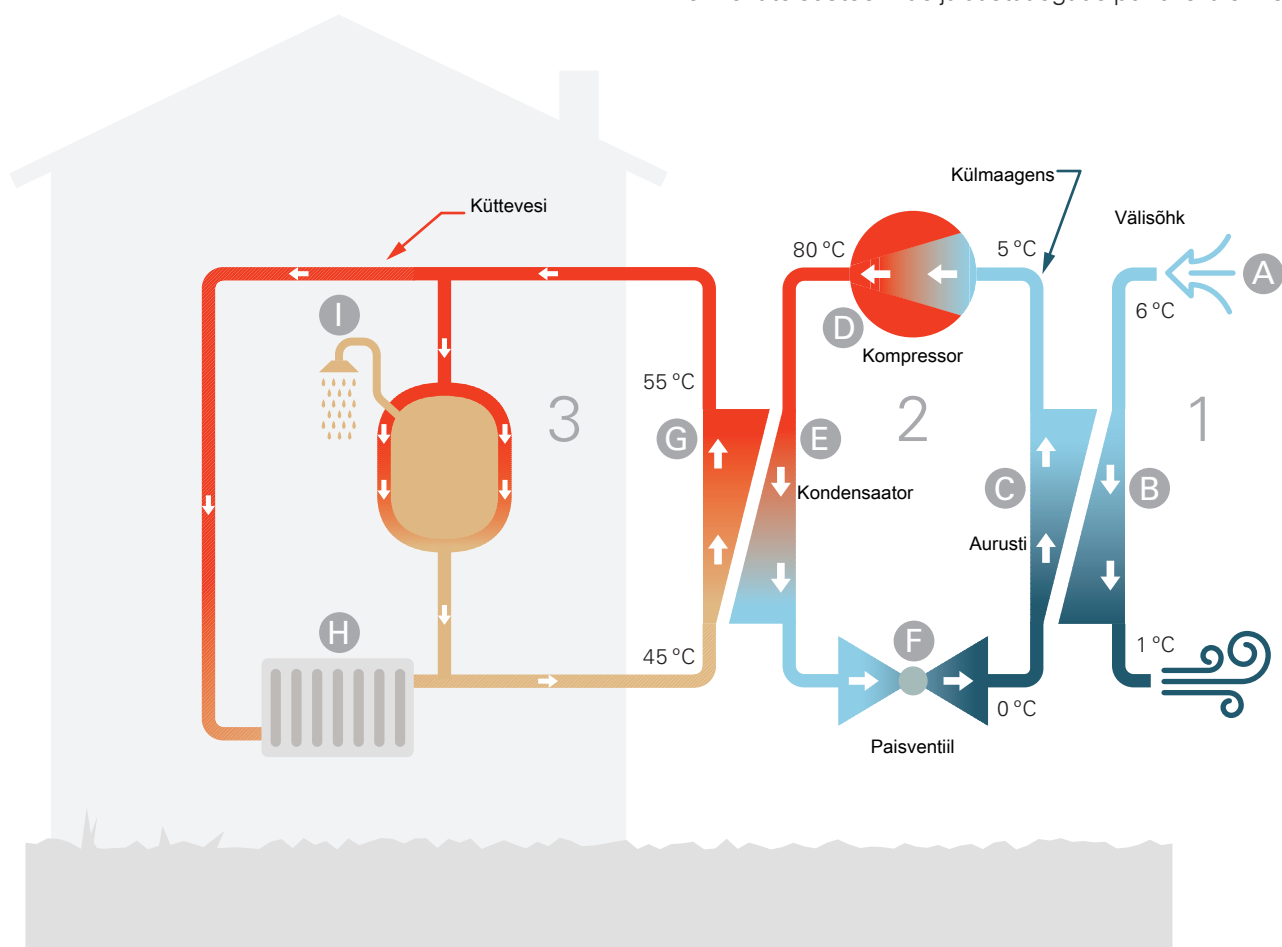 Külmaagens
Küttevesi
Välisõhk
80 °C
5 °C
A
6 °C
I
D
Kompressor
55 °C
3
2
1
G
E
Kondensaator
C
B
Aurusti
H
F
45 °C
1 °C
0 °C
Paisventiil